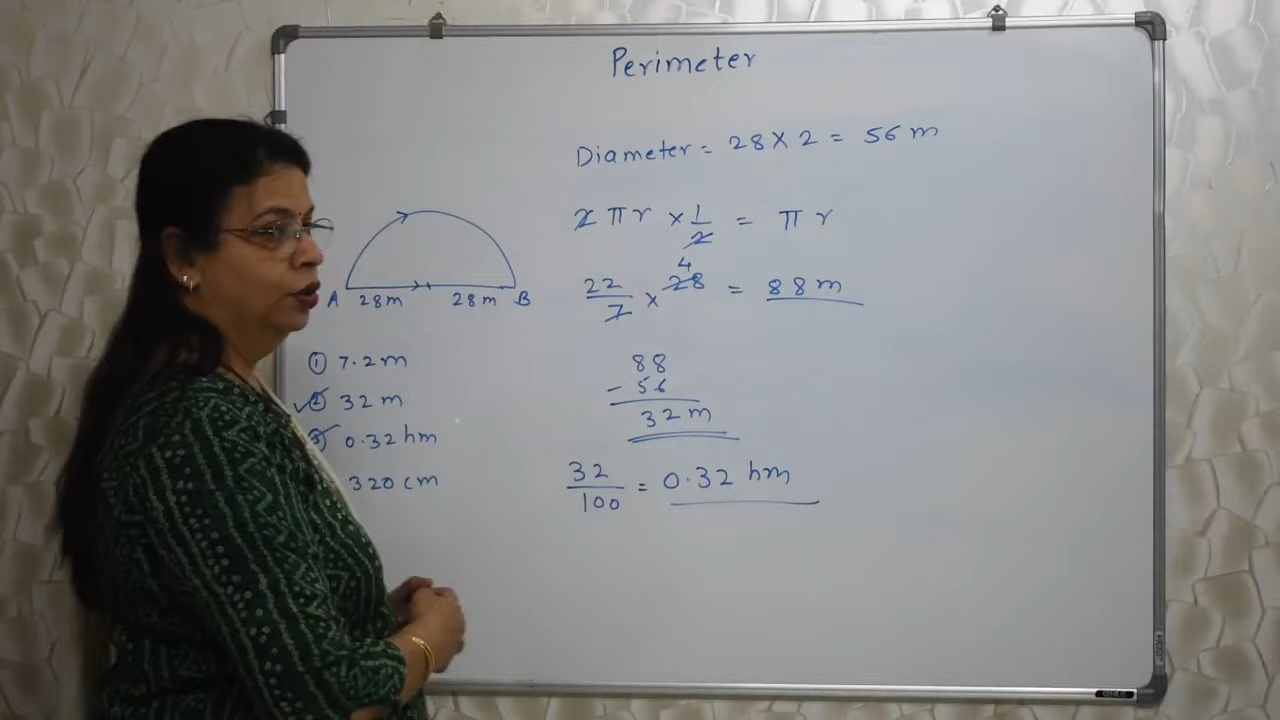 Perimeter
Diameter = 28 × 2 = 56 m
2 π r × 1/2 = π r
4
22/7 × 28 = 88 m
A 28m 28m B
① 7.2 m
② 32 m
③ 0.32 hm
320 cm
88
- 56
32 m
32/100 = 0.32 hm